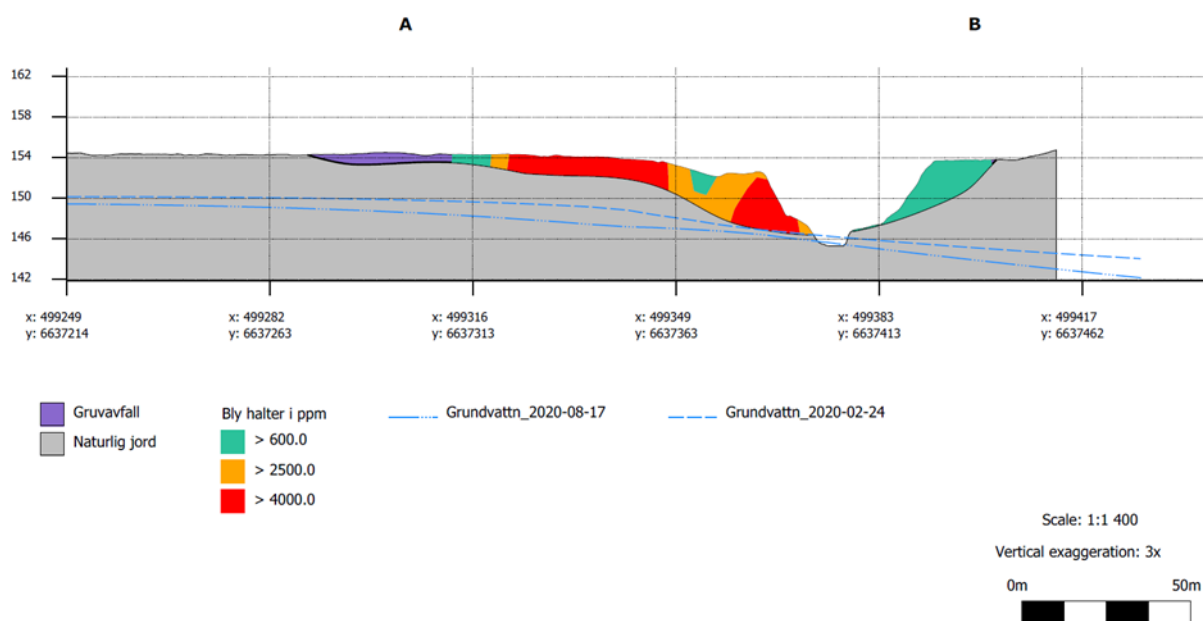 A
B
162
158
154
150
146
142
x: 499249
y: 6637214
x: 499282
y: 6637263
x: 499316
y: 6637313
x: 499349
y: 6637363
x: 499383
y: 6637413
x: 499417
y: 6637462
Gruvavfall
Naturlig jord
Bly halter i ppm
> 600.0
> 2500.0
> 4000.0
Grundvattn_2020-08-17
Grundvattn_2020-02-24
Scale: 1:1 400
Vertical exaggeration: 3x
0m 50m